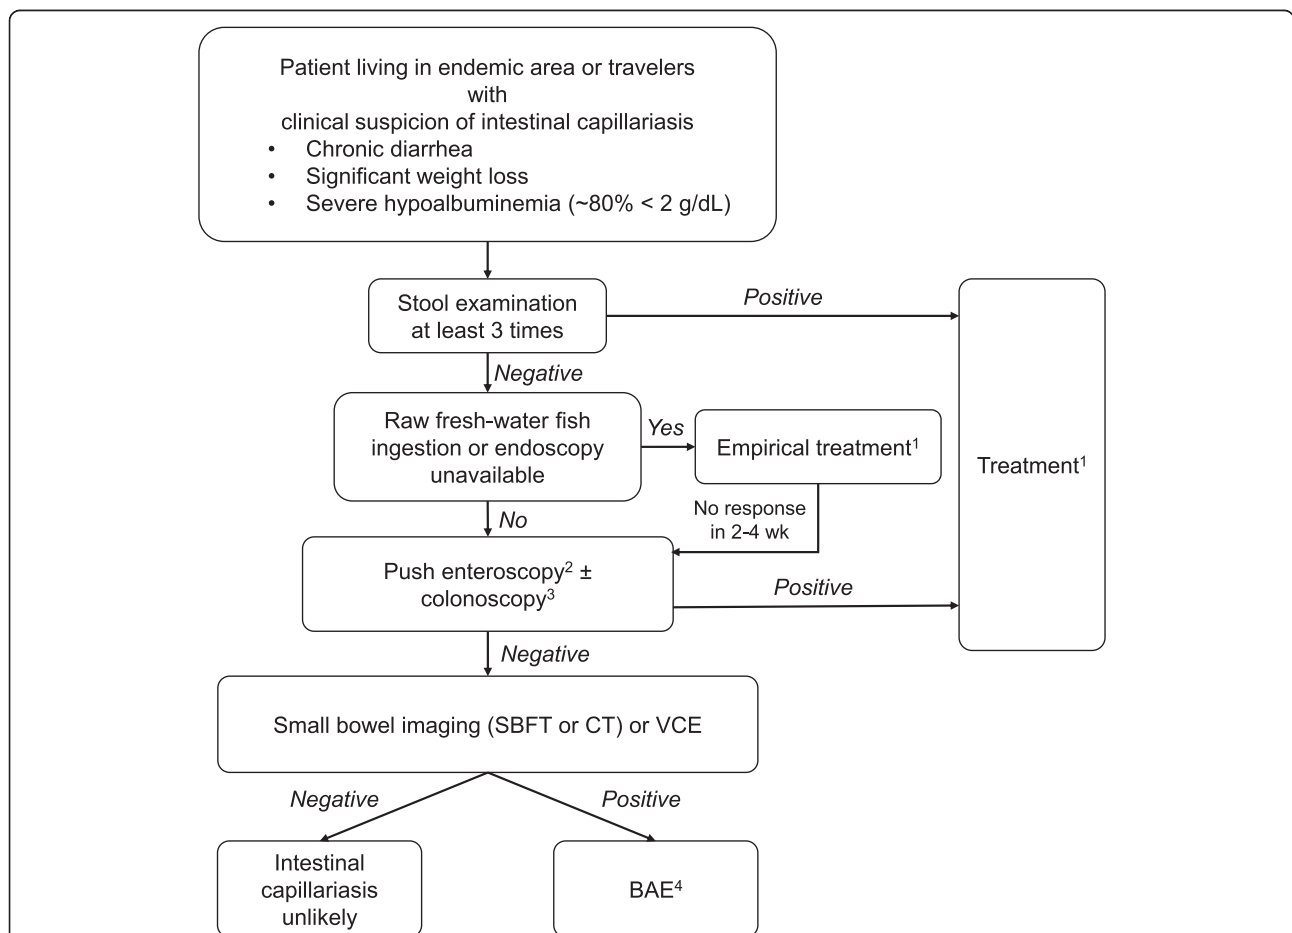 Patient living in endemic area or travelers
with
clinical suspicion of intestinal capillariasis
• Chronic diarrhea
• Significant weight loss
• Severe hypoalbuminemia (~80% < 2 g/dL)
Stool examination
at least 3 times
Positive
Negative
Raw fresh-water fish
ingestion or endoscopy
unavailable
Yes
Empirical treatment¹
Treatment¹
No response
in 2-4 wk
No
Push enteroscopy² ±
colonoscopy³
Positive
Negative
Small bowel imaging (SBFT or CT) or VCE
Negative
Positive
Intestinal
capillariasis
unlikely
BAE⁴